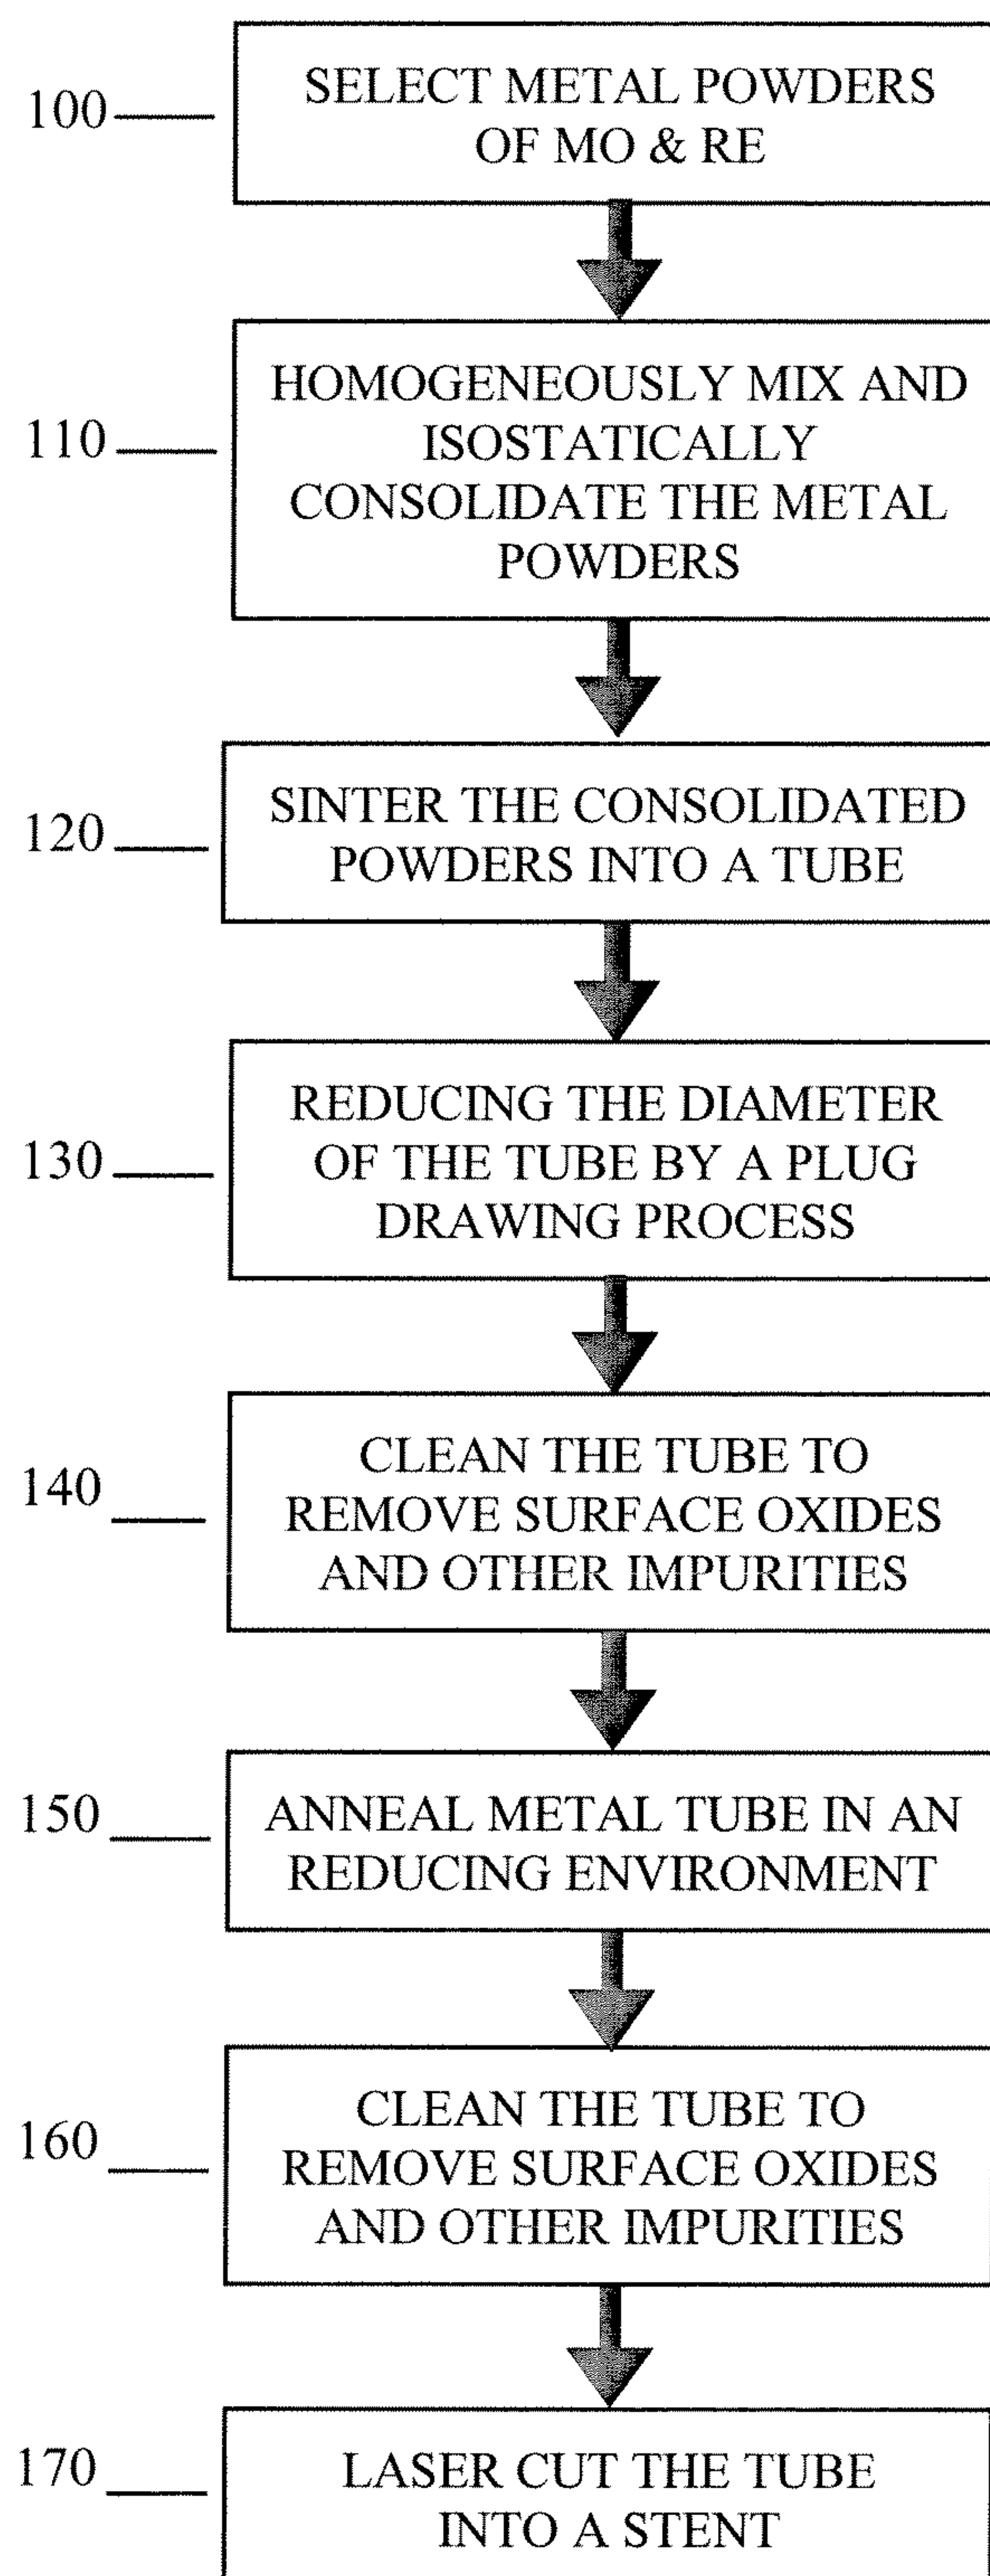 100
SELECT METAL POWDERS
OF MO & RE
110
HOMOGENEOUSLY MIX AND
ISOSTATICALLY
CONSOLIDATE THE METAL
POWDERS
120
SINTER THE CONSOLIDATED
POWDERS INTO A TUBE
130
REDUCING THE DIAMETER
OF THE TUBE BY A PLUG
DRAWING PROCESS
140
CLEAN THE TUBE TO
REMOVE SURFACE OXIDES
AND OTHER IMPURITIES
150
ANNEAL METAL TUBE IN AN
REDUCING ENVIRONMENT
160
CLEAN THE TUBE TO
REMOVE SURFACE OXIDES
AND OTHER IMPURITIES
170
LASER CUT THE TUBE
INTO A STENT